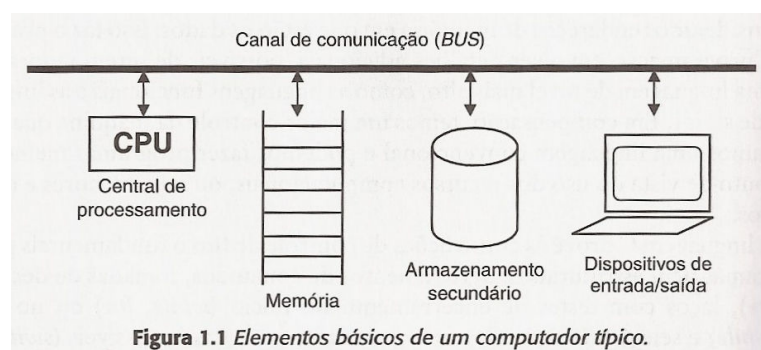 Canal de comunicação (BUS)
CPU
Central de
processamento
Memória
Armazenamento
secundário
Dispositivos de
entrada/saída
Figura 1.1 Elementos básicos de um computador típico.